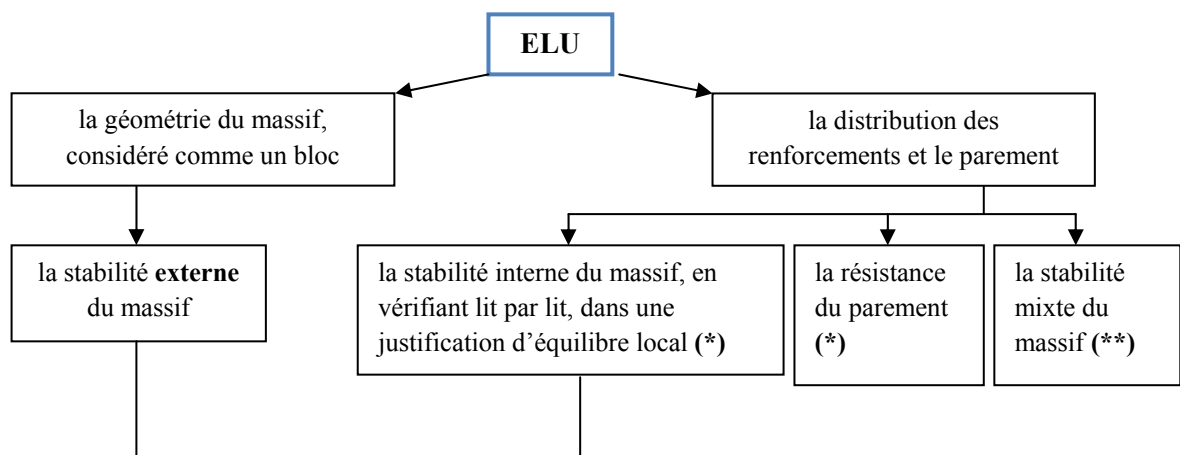 ELU
la géométrie du massif,
considéré comme un bloc
la distribution des
renforcements et le parement
la stabilité externe
du massif
la stabilité interne du massif, en
vérifiant lit par lit, dans une
justification d’équilibre local (*)
la résistance
du parement
(*)
la stabilité
mixte du
massif (**)